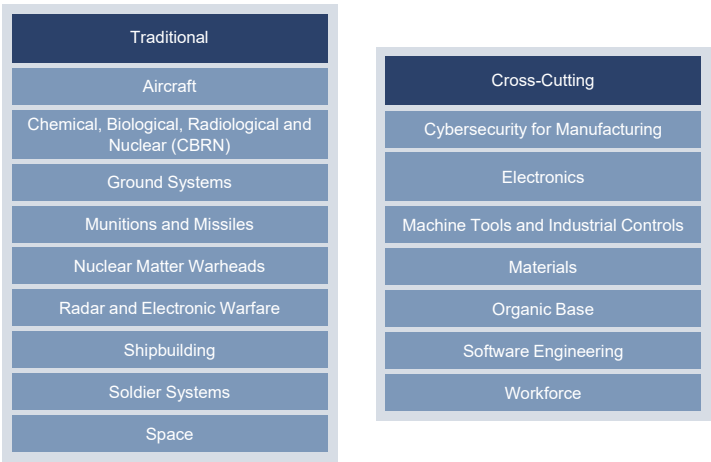 Traditional
Aircraft
Chemical, Biological, Radiological and
Nuclear (CBRN)
Ground Systems
Munitions and Missiles
Nuclear Matter Warheads
Radar and Electronic Warfare
Shipbuilding
Soldier Systems
Space
Cross-Cutting
Cybersecurity for Manufacturing
Electronics
Machine Tools and Industrial Controls
Materials
Organic Base
Software Engineering
Workforce